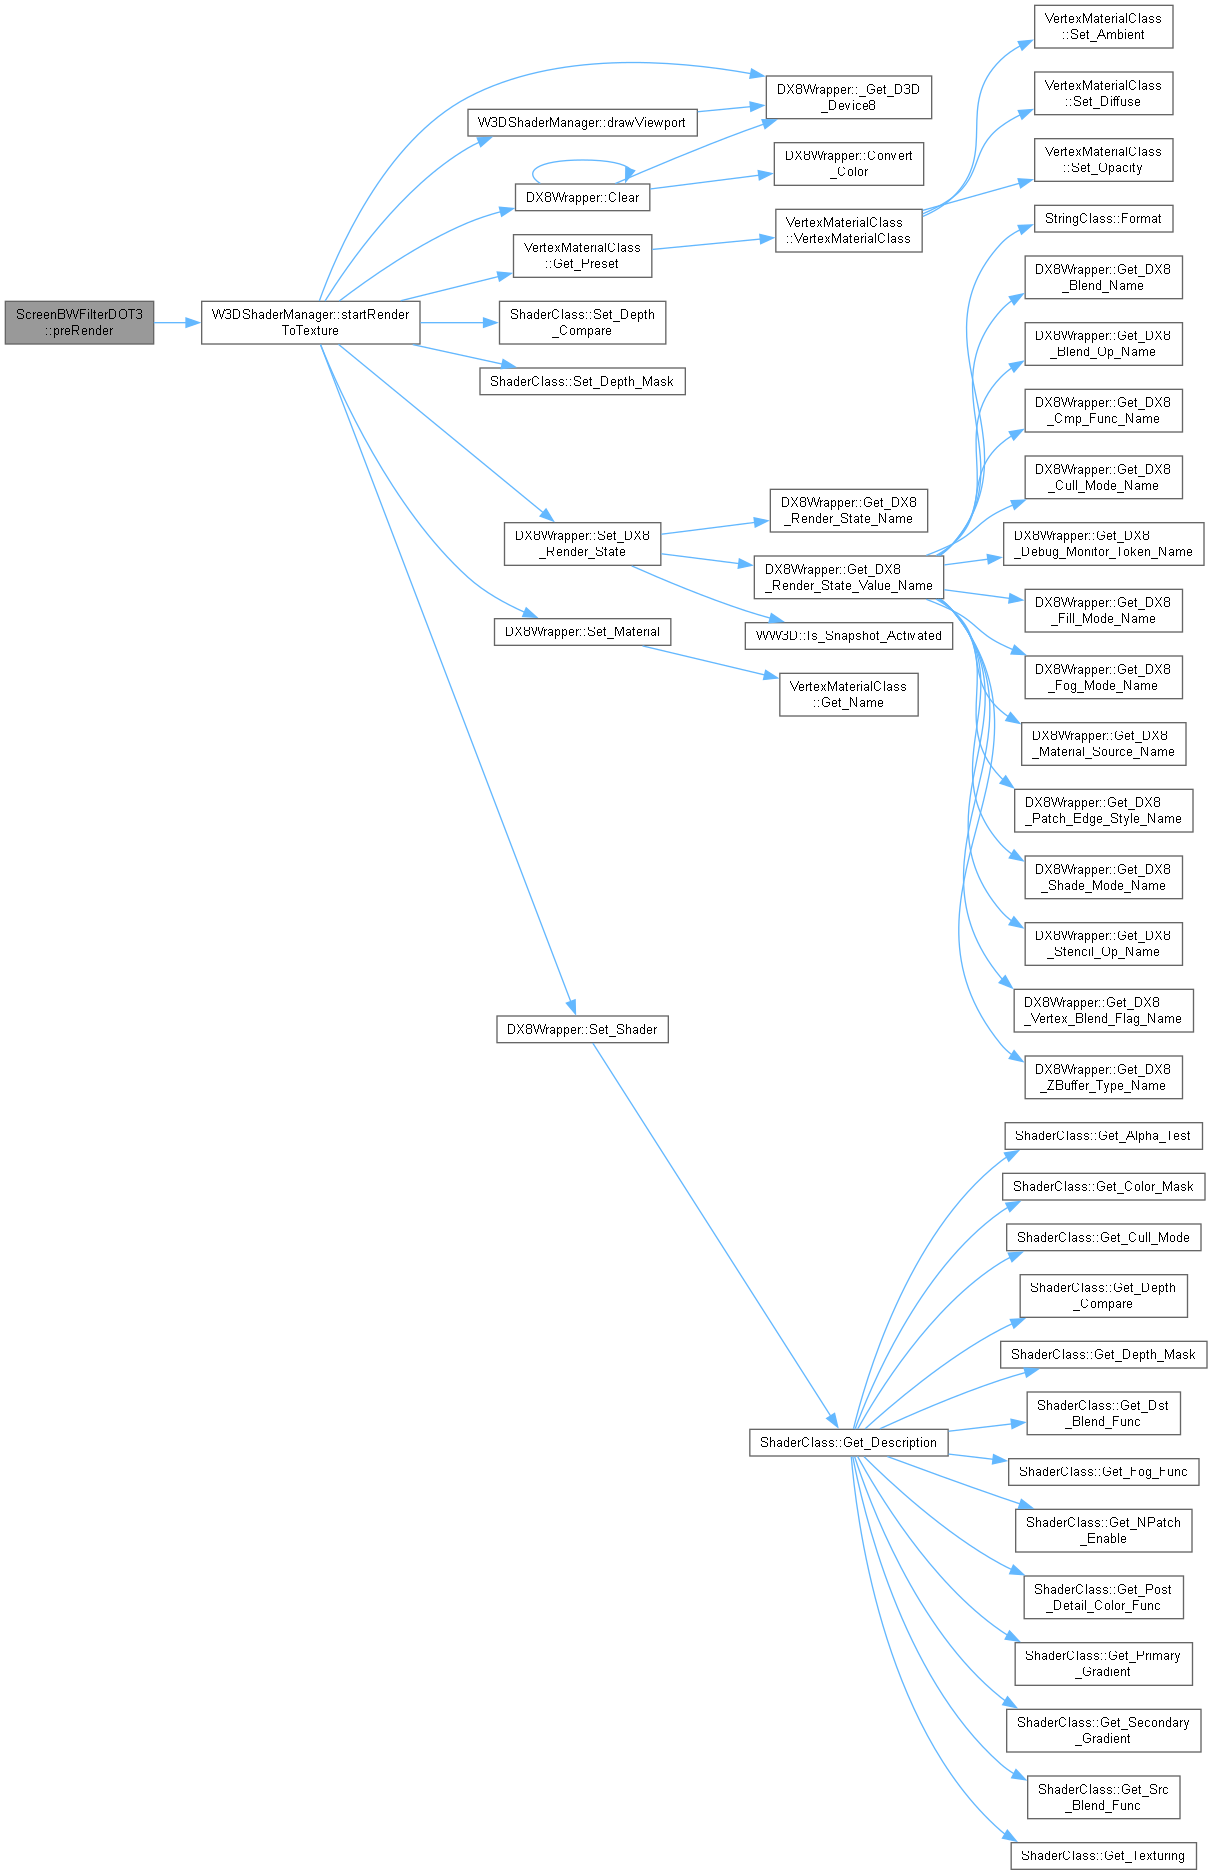 ScreenBWFilterDOT3
::preRender
W3DShaderManager::startRender
ToTexture
DX8Wrapper::_Get_D3D
_Device8
W3DShaderManager::drawViewport
DX8Wrapper::Clear
DX8Wrapper::Convert
_Color
VertexMaterialClass
::Get_Preset
VertexMaterialClass
::VertexMaterialClass
VertexMaterialClass
::Set_Ambient
VertexMaterialClass
::Set_Diffuse
VertexMaterialClass
::Set_Opacity
ShaderClass::Set_Depth
_Compare
ShaderClass::Set_Depth_Mask
DX8Wrapper::Set_DX8
_Render_State
DX8Wrapper::Get_DX8
_Render_State_Name
DX8Wrapper::Get_DX8
_Render_State_Value_Name
WW3D::Is_Snapshot_Activated
StringClass::Format
DX8Wrapper::Get_DX8
_Blend_Name
DX8Wrapper::Get_DX8
_Blend_Op_Name
DX8Wrapper::Get_DX8
_Cmp_Func_Name
DX8Wrapper::Get_DX8
_Cull_Mode_Name
DX8Wrapper::Get_DX8
_Debug_Monitor_Token_Name
DX8Wrapper::Get_DX8
_Fill_Mode_Name
DX8Wrapper::Get_DX8
_Fog_Mode_Name
DX8Wrapper::Get_DX8
_Material_Source_Name
DX8Wrapper::Get_DX8
_Patch_Edge_Style_Name
DX8Wrapper::Get_DX8
_Shade_Mode_Name
DX8Wrapper::Get_DX8
_Stencil_Op_Name
DX8Wrapper::Get_DX8
_Vertex_Blend_Flag_Name
DX8Wrapper::Get_DX8
_ZBuffer_Type_Name
DX8Wrapper::Set_Material
VertexMaterialClass
::Get_Name
DX8Wrapper::Set_Shader
ShaderClass::Get_Description
ShaderClass::Get_Alpha_Test
ShaderClass::Get_Color_Mask
ShaderClass::Get_Cull_Mode
ShaderClass::Get_Depth
_Compare
ShaderClass::Get_Depth_Mask
ShaderClass::Get_Dst
_Blend_Func
ShaderClass::Get_Fog_Func
ShaderClass::Get_NPatch
_Enable
ShaderClass::Get_Post
_Detail_Color_Func
ShaderClass::Get_Primary
_Gradient
ShaderClass::Get_Secondary
_Gradient
ShaderClass::Get_Src
_Blend_Func
ShaderClass::Get_Texturing